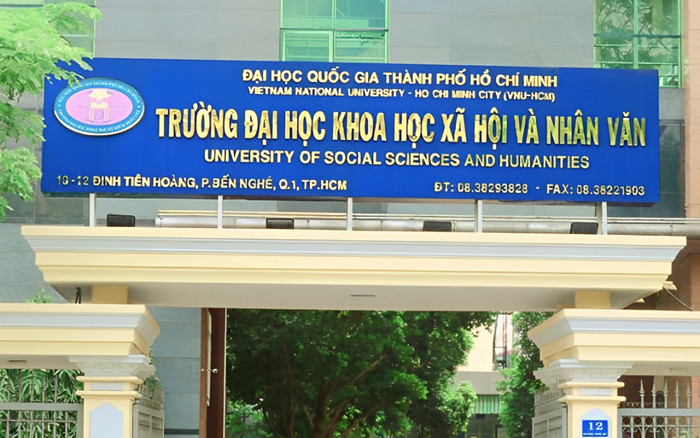 ĐẠI HỌC QUỐC GIA THÀNH PHỐ HỒ CHÍ MINH
VIETNAM NATIONAL UNIVERSITY - HO CHI MINH CITY (VNU-HCM)
TRƯỜNG ĐẠI HỌC KHOA HỌC XÃ HỘI VÀ NHÂN VĂN
UNIVERSITY OF SOCIAL SCIENCES AND HUMANITIES
10-12 ĐINH TIÊN HOÀNG, P.BẾN NGHÉ, Q.1, TP.HCM
ĐT: 08.38293828 - FAX: 08.38221903
12